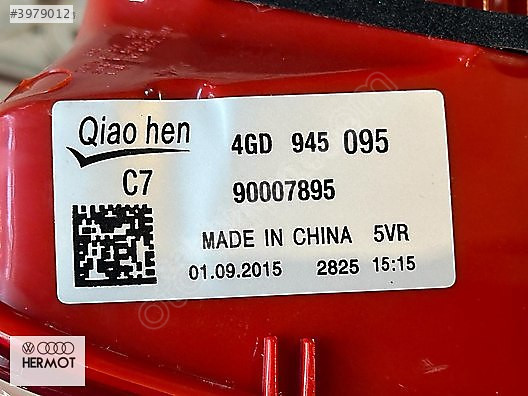 #3979012
Qiao hen
4GD 945 095
C7
90007895
MADE IN CHINA 5VR
01.09.2015 2825 15:15
HERMOT